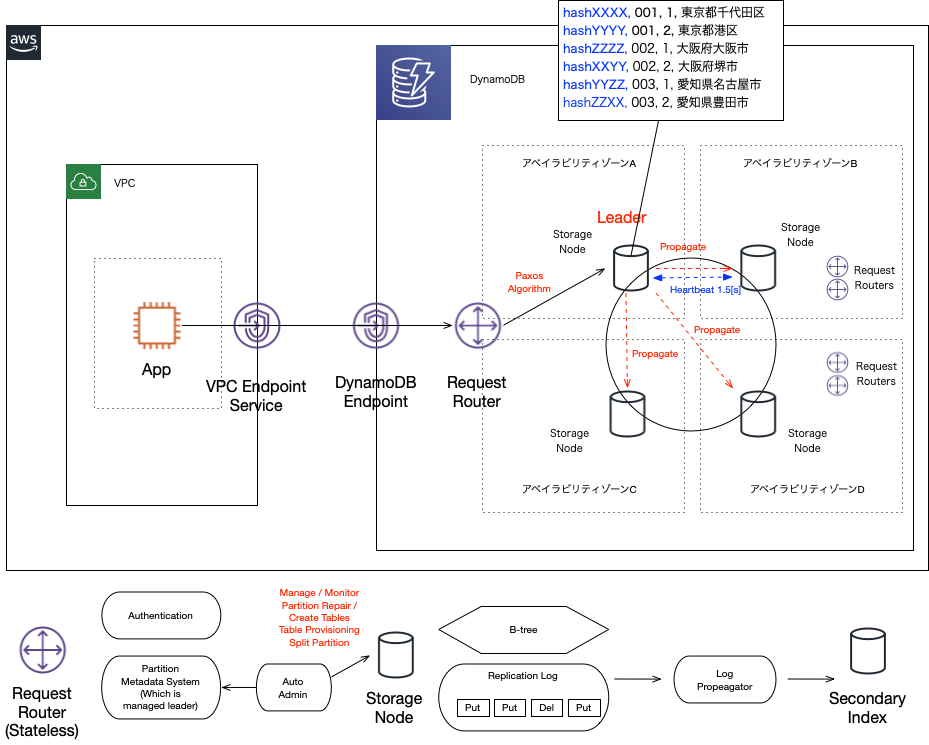 hashXXXX, 001, 1, 東京都千代田区
hashYYYY, 001, 2, 東京都港区
hashZZZZ, 002, 1, 大阪府大阪市
hashXXYY, 002, 2, 大阪府堺市
hashYYZZ, 003, 1, 愛知県名古屋市
hashZZXX, 003, 2, 愛知県豊田市
aws
DynamoDB
VPC
アベイラビリティゾーンA
アベイラビリティゾーンB
Leader
Storage
Node
Storage
Node
Propagate
Heartbeat 1.5[s]
Request
Routers
Paxos
Algorithm
Propagate
Propagate
App
VPC Endpoint
Service
DynamoDB
Endpoint
Request
Router
Request
Routers
Storage
Node
Storage
Node
アベイラビリティゾーンC
アベイラビリティゾーンD
Request
Router
(Stateless)
Authentication
Partition
Metadata System
(Which is
managed leader)
Auto
Admin
Manage / Monitor
Partition Repair /
Create Tables
Table Provisioning
Split Partition
Storage
Node
B-tree
Replication Log
Put
Put
Del
Put
Log
Propeagator
Secondary
Index